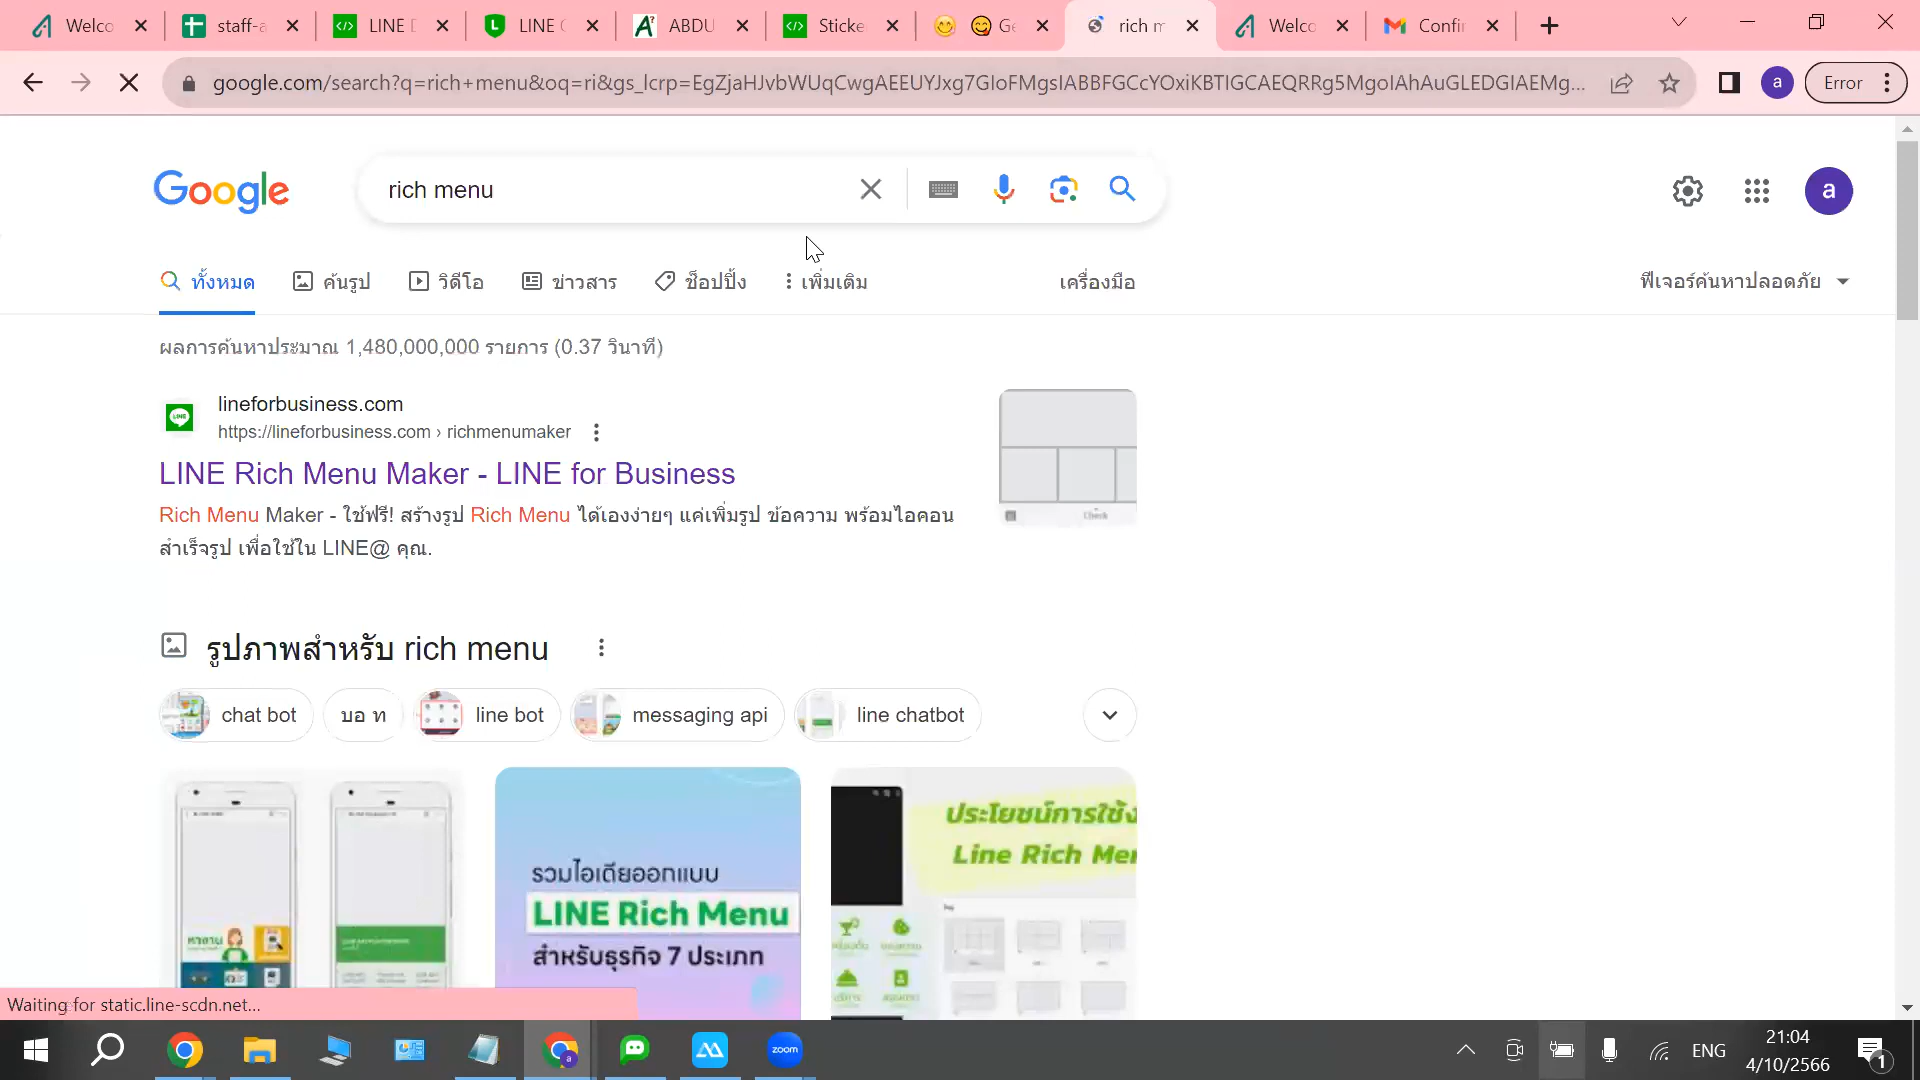 Welco
staff-a
LINE D
LINE C
ABDU
Sticke
Ge
rich m
Welco
Confir
google.com/search?q=rich+menu&oq=ri&gs_lcrp=EgZjaHJvbWUqCwgAEEUYJxg7GIoFMgsIABBFGCcYOxiKBTIGCAEQRRg5MgoIAhAuGLEDGIAEMg...
a
Error
Google
rich menu
a
ทั้งหมด
ค้นรูป
วิดีโอ
ข่าวสาร
ช็อปปิ้ง
เพิ่มเติม
เครื่องมือ
ฟีเจอร์ค้นหาปลอดภัย
ผลการค้นหาประมาณ 1,480,000,000 รายการ (0.37 วินาที)
lineforbusiness.com
https://lineforbusiness.com › richmenumaker
LINE Rich Menu Maker - LINE for Business
Rich Menu Maker - ใช้ฟรี! สร้างรูป Rich Menu ได้เองง่ายๆ แค่เพิ่มรูป ข้อความ พร้อมไอคอน
สำเร็จรูป เพื่อใช้ใน LINE@ คุณ.
รูปภาพสำหรับ rich menu
chat bot
บอ ท
line bot
messaging api
line chatbot
หางาน
รวมไอเดียออกแบบ
LINE Rich Menu
สำหรับธุรกิจ 7 ประเภท
ประโยชน์การใช้ง
Line Rich Me
Waiting for static.line-scdn.net...
zoom
ENG
21:04
4/10/2566
1